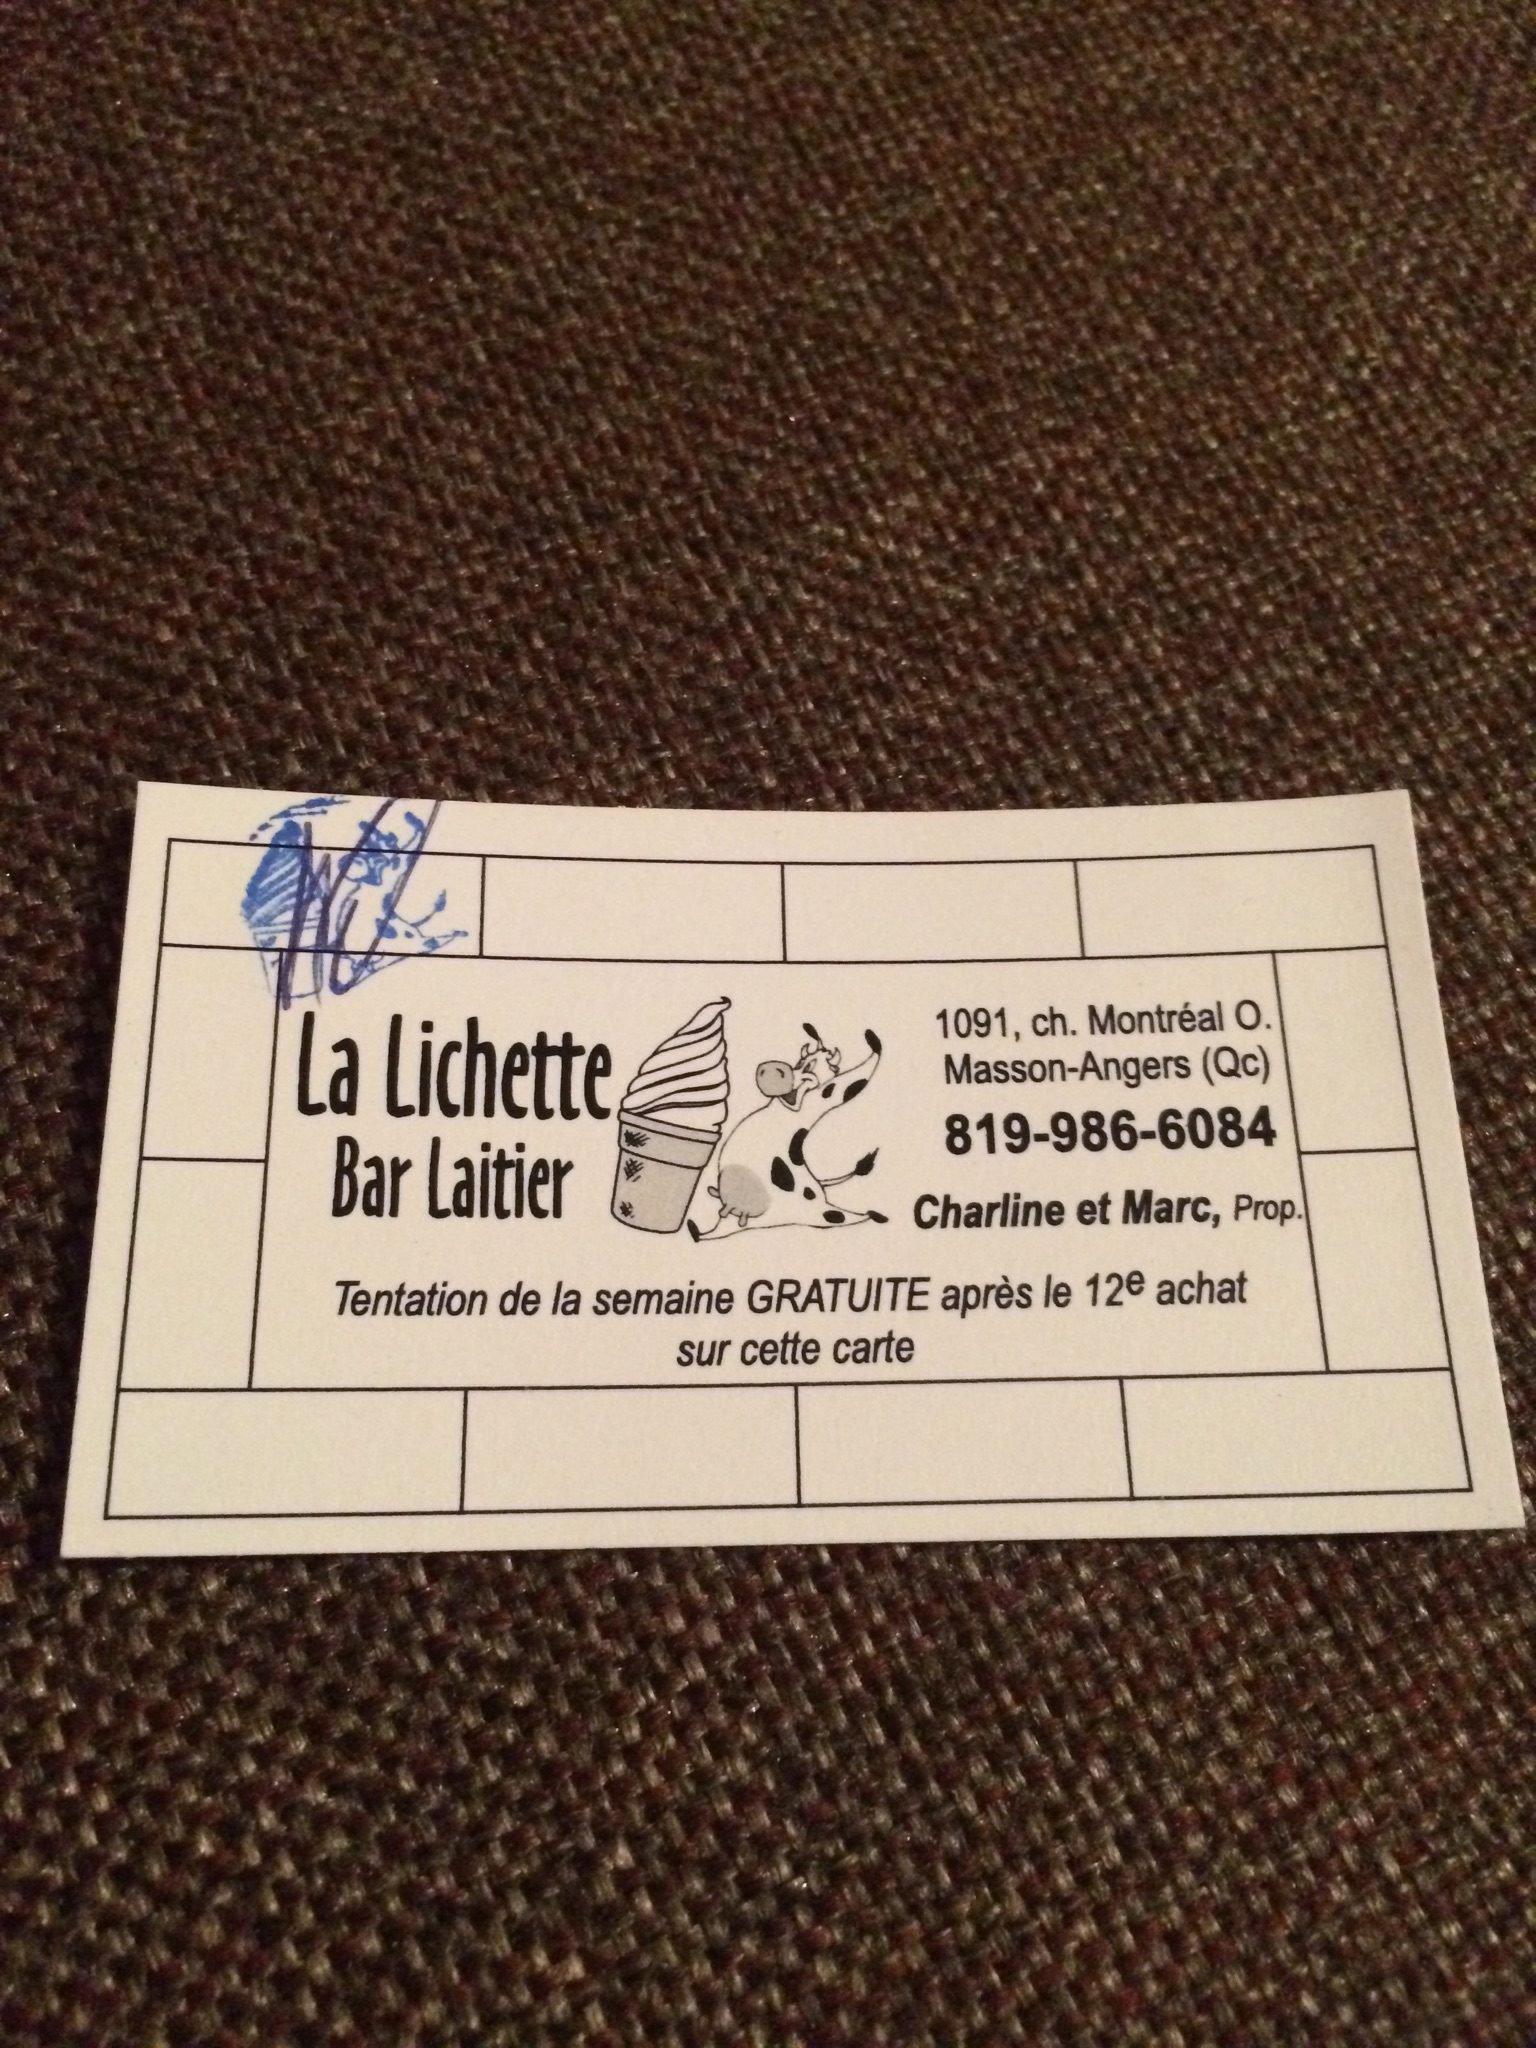 La Lichette
Bar Laitier
1091, ch. Montréal O.
Masson-Angers (Qc)
819-986-6084
Charline et Marc, Prop.
Tentation de la semaine GRATUITE après le 12e achat
sur cette carte